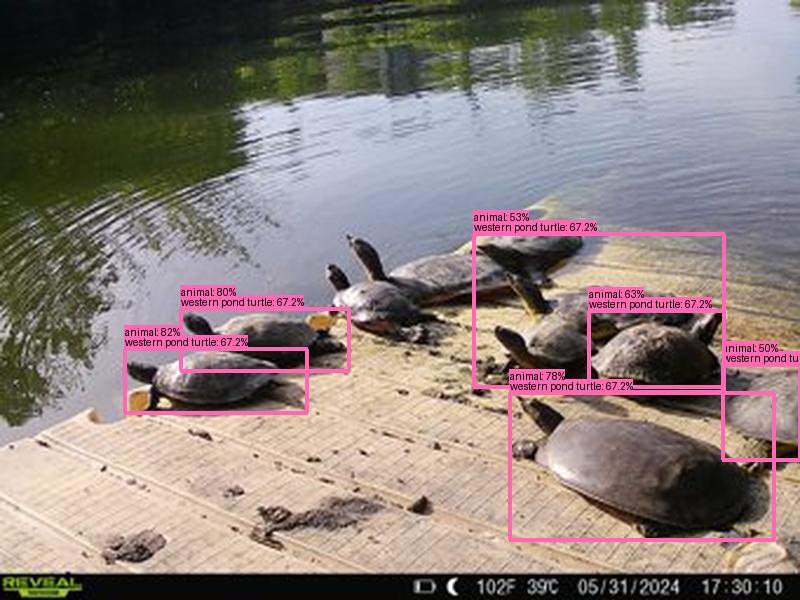 animal: 53%
western pond turtle: 67.2%
animal: 80%
western pond turtle: 67.2%
animal: 63%
western pond turtle: 67.2%
animal: 82%
western pond turtle: 67.2%
animal: 50%
western pond tu
animal: 78%
western pond turtle: 67.2%
REVEAL
102F 39°C 05/31/2024 17:30:10